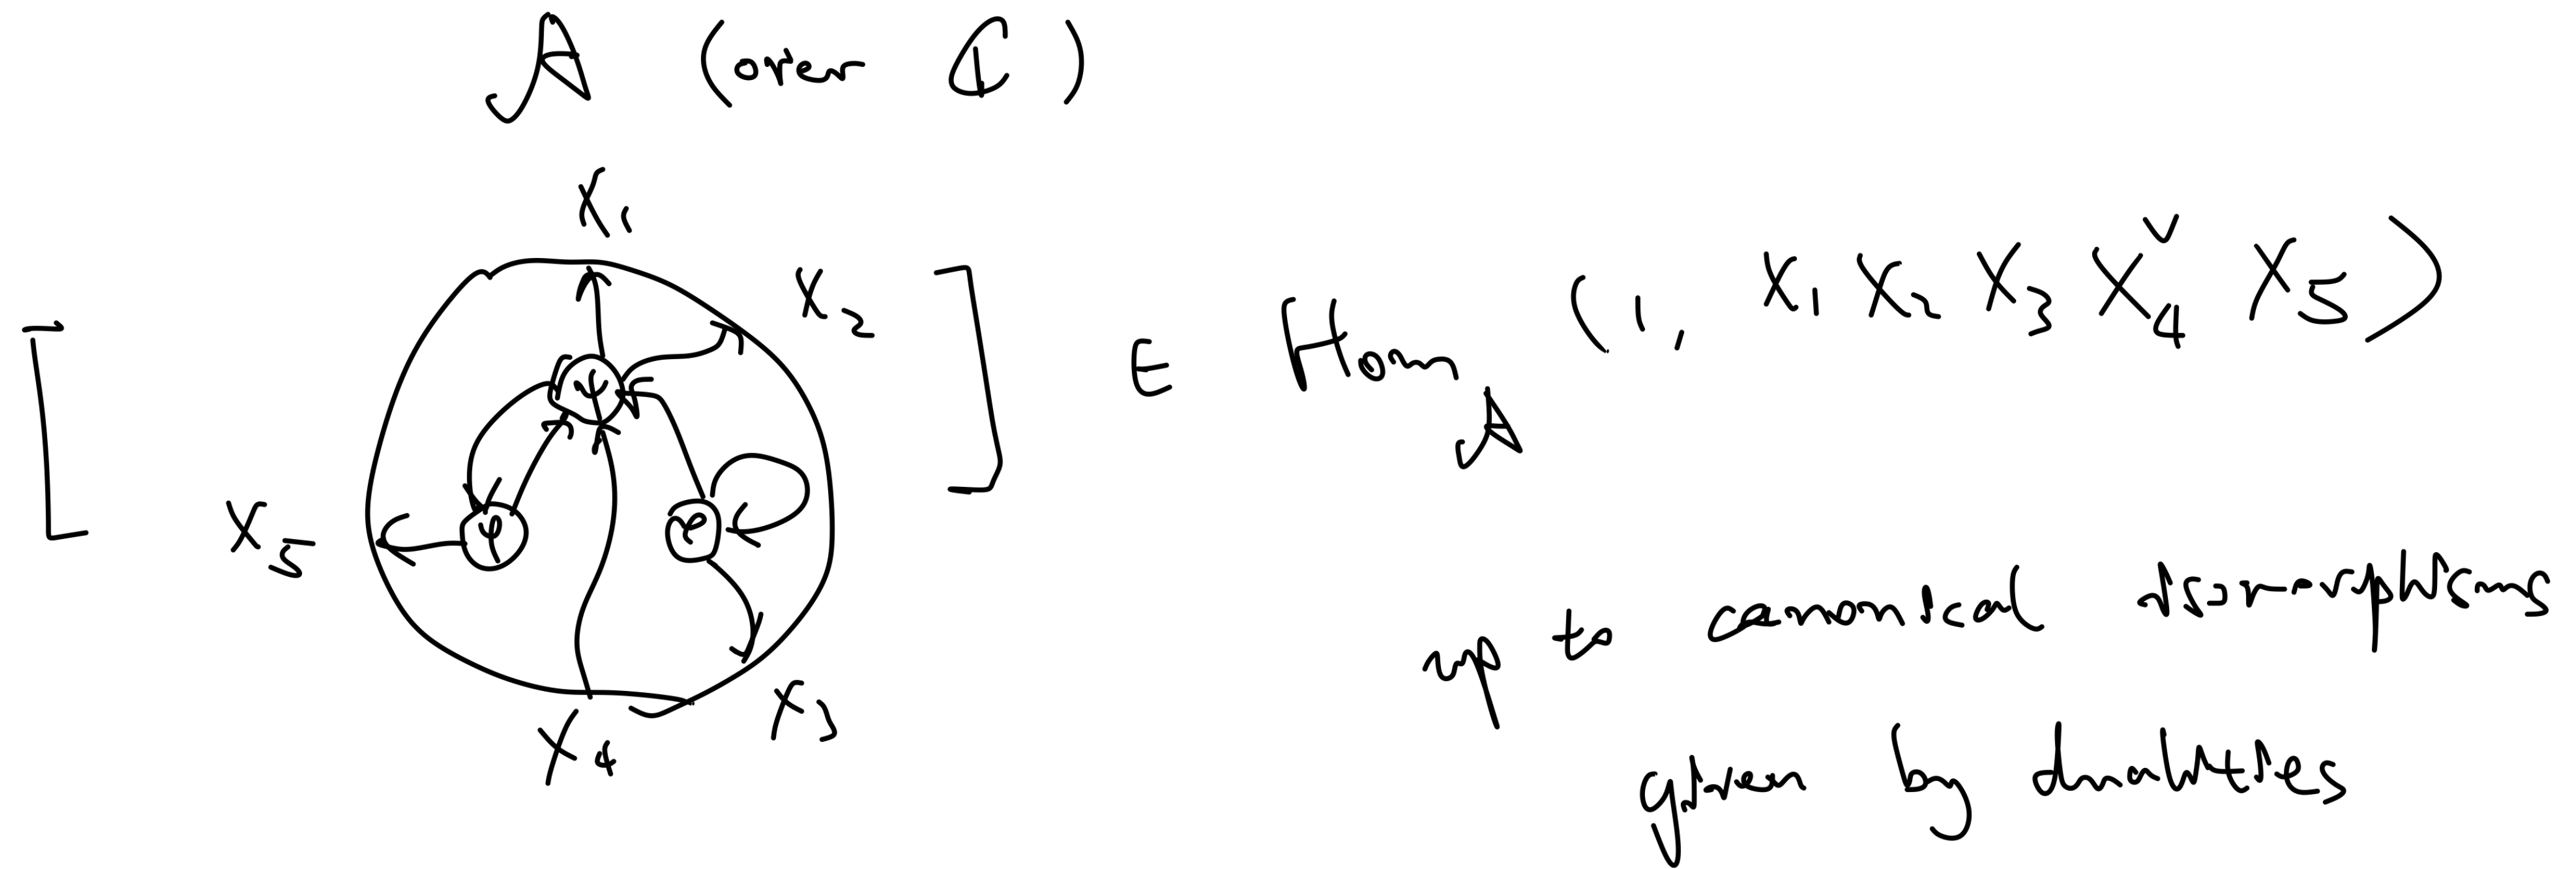 𝒜 (over ℂ)
X₁
X₂
ψ
φ
φ
X₅
X₄
X₃
[ ] ∈ Hom_𝒜 (1, X₁ X₂ X₃ X₄^∨ X₅)
up to canonical isomorphisms
given by dualities